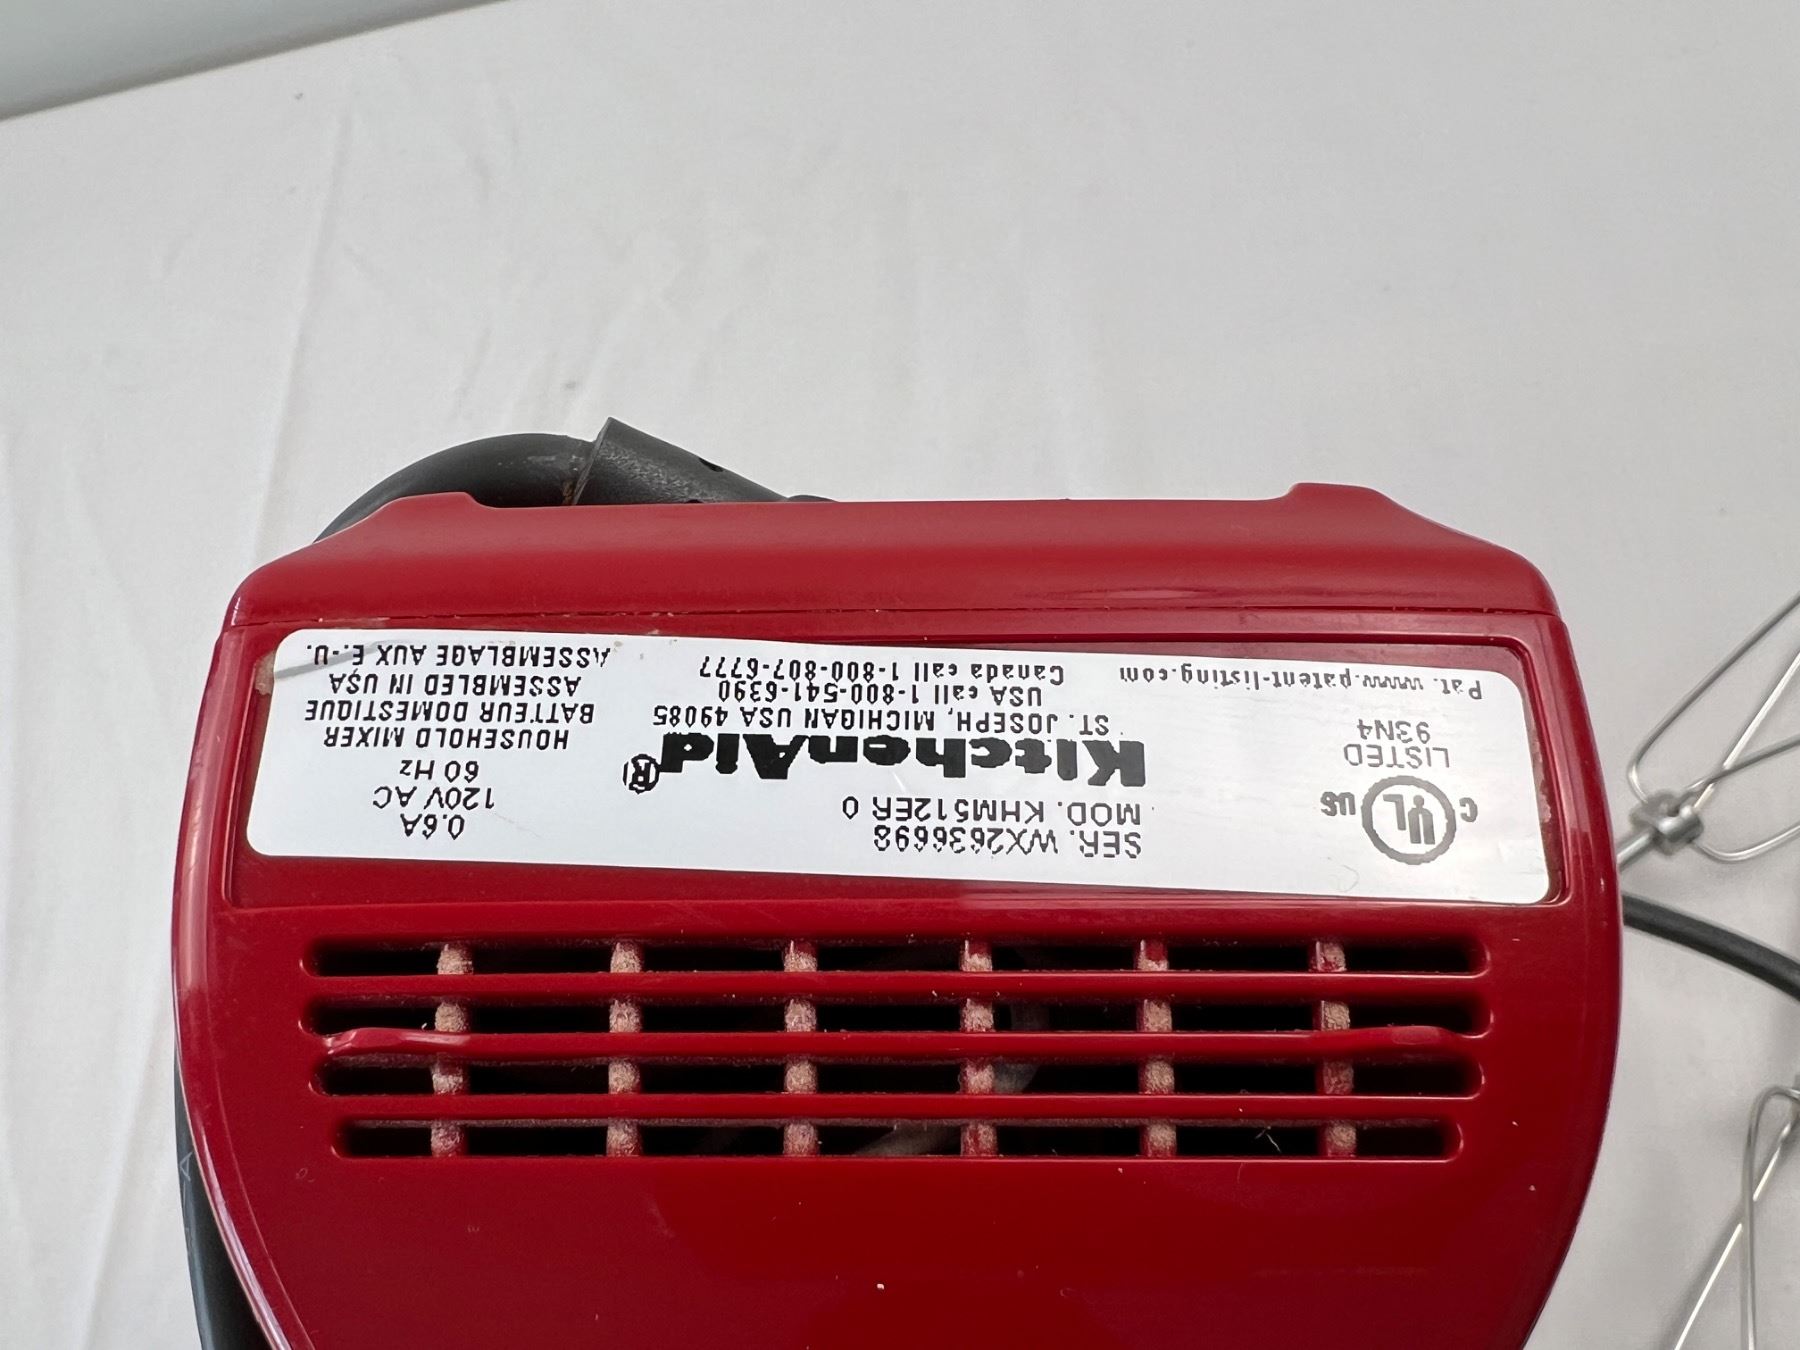 C UL US
LISTED
93N4
Pat. www.patent-listing.com
SER. WX2636698
MOD. KHM512ER 0
KitchenAid®
ST. JOSEPH, MICHIGAN USA 49085
USA call 1-800-541-6390
Canada call 1-800-807-6777
0.6A
120V AC
60 Hz
HOUSEHOLD MIXER
BATTEUR DOMESTIQUE
ASSEMBLED IN USA
ASSEMBLAGE AUX E.-U.